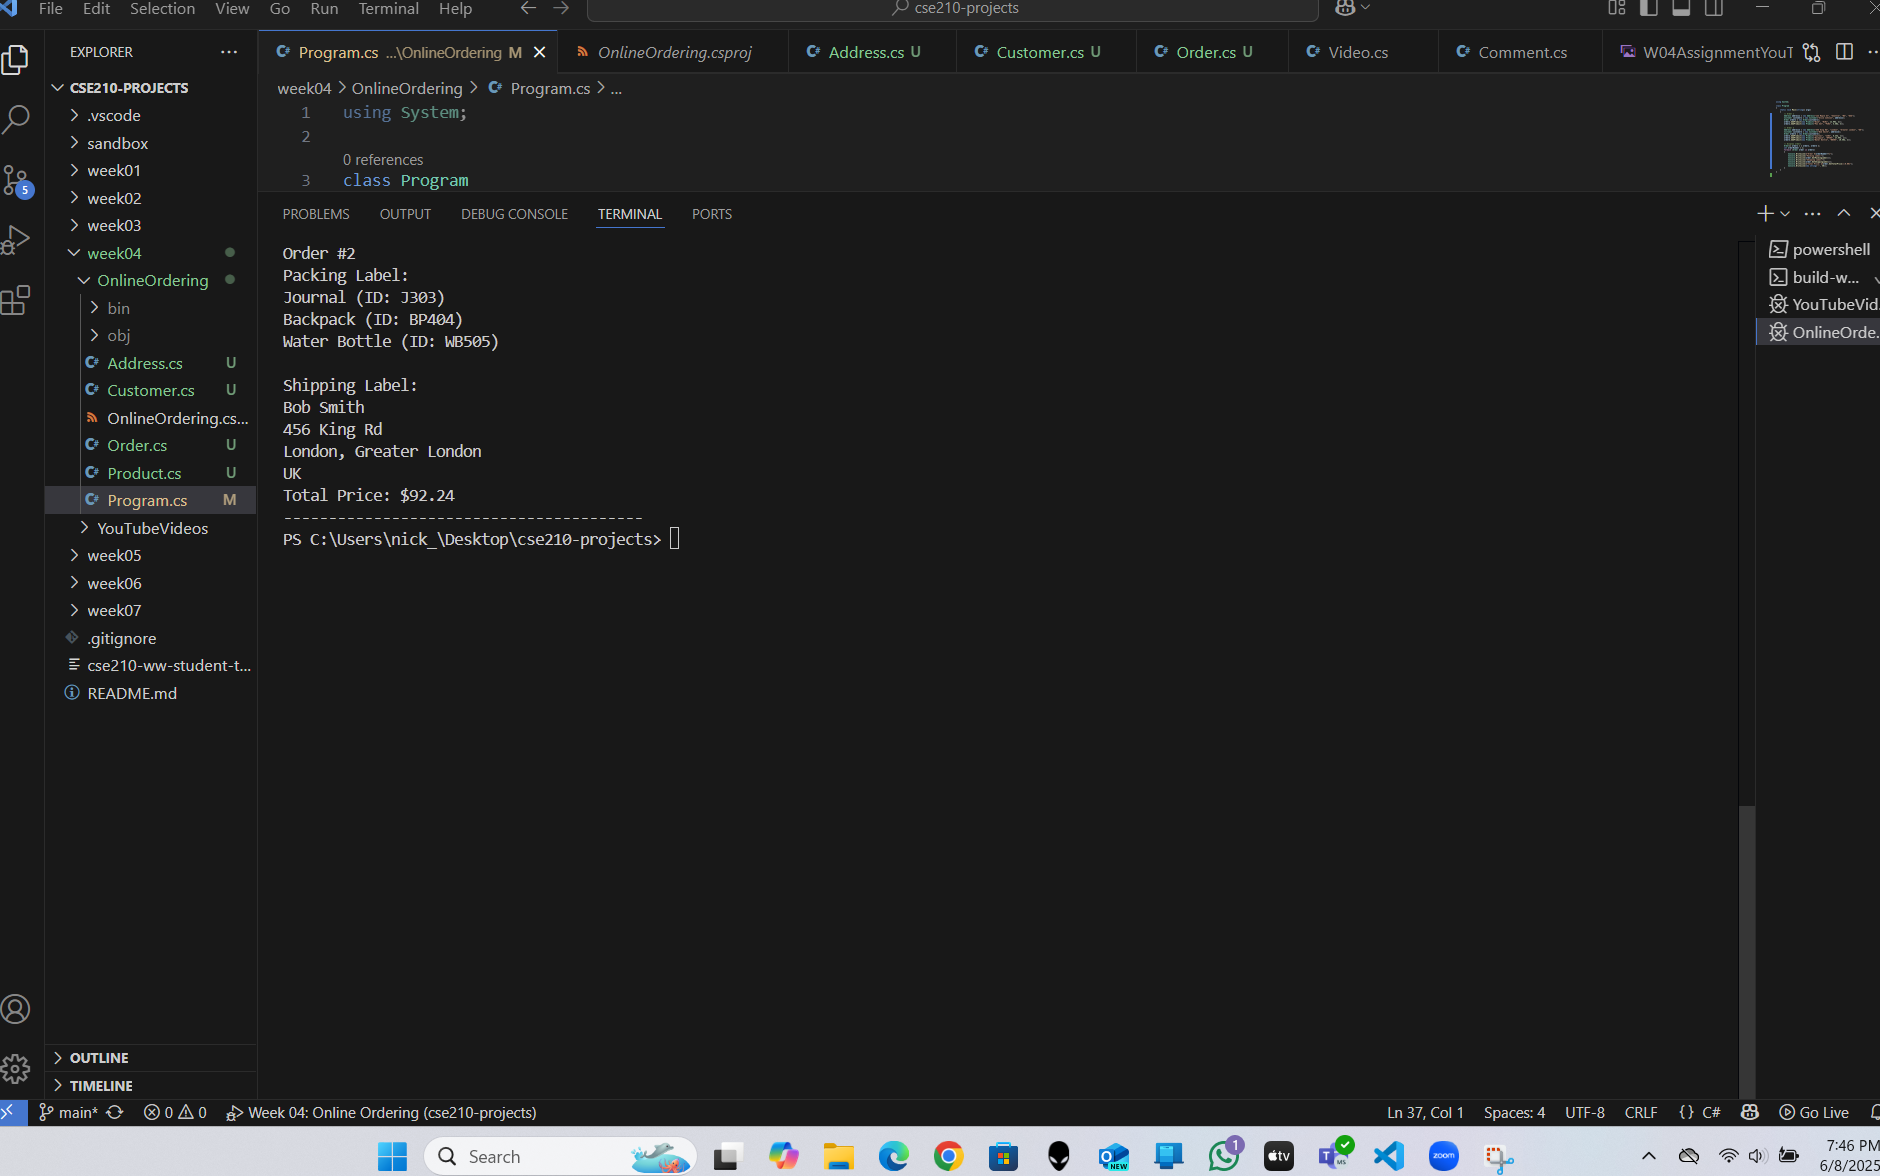 File Edit Selection View Go Run Terminal Help
cse210-projects
EXPLORER
CSE210-PROJECTS
.vscode
sandbox
week01
week02
week03
week04
OnlineOrdering
bin
obj
Address.cs U
Customer.cs U
OnlineOrdering.cs...
Order.cs U
Product.cs U
Program.cs M
YouTubeVideos
week05
week06
week07
.gitignore
cse210-ww-student-t...
README.md
OUTLINE
TIMELINE
5
Program.cs ...\OnlineOrdering M
OnlineOrdering.csproj
Address.cs U
Customer.cs U
Order.cs U
Video.cs
Comment.cs
W04AssignmentYouT
week04 > OnlineOrdering > Program.cs > ...
1 using System;
2
0 references
3 class Program
PROBLEMS OUTPUT DEBUG CONSOLE TERMINAL PORTS
Order #2
Packing Label:
Journal (ID: J303)
Backpack (ID: BP404)
Water Bottle (ID: WB505)
Shipping Label:
Bob Smith
456 King Rd
London, Greater London
UK
Total Price: $92.24
----------------------------------------
PS C:\Users\nick_\Desktop\cse210-projects>
powershell
build-w...
YouTubeVid.
OnlineOrde.
main* 0 0 Week 04: Online Ordering (cse210-projects)
Ln 37, Col 1 Spaces: 4 UTF-8 CRLF {} C# Go Live
Search
NEW
1
tv
zoom
7:46 PM
6/8/2025